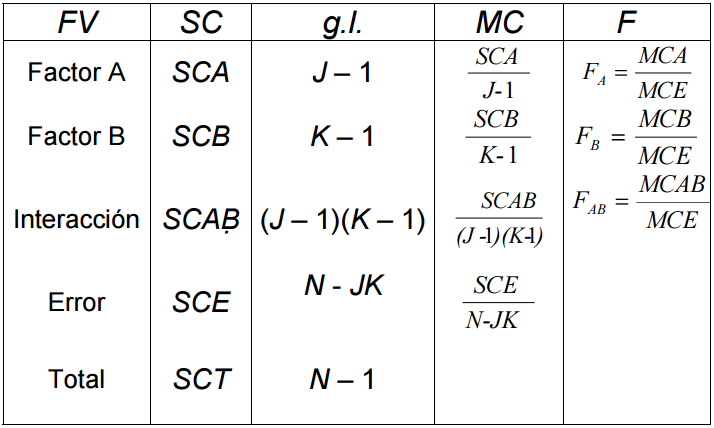 FV SC g.l. MC F
Factor A SCA J – 1 SCA / J-1 F_A = MCA / MCE
Factor B SCB K – 1 SCB / K-1 F_B = MCB / MCE
Interacción SCAB (J – 1)(K – 1) SCAB / (J -1)(K-1) F_AB = MCAB / MCE
Error SCE N - JK SCE / N-JK
Total SCT N – 1